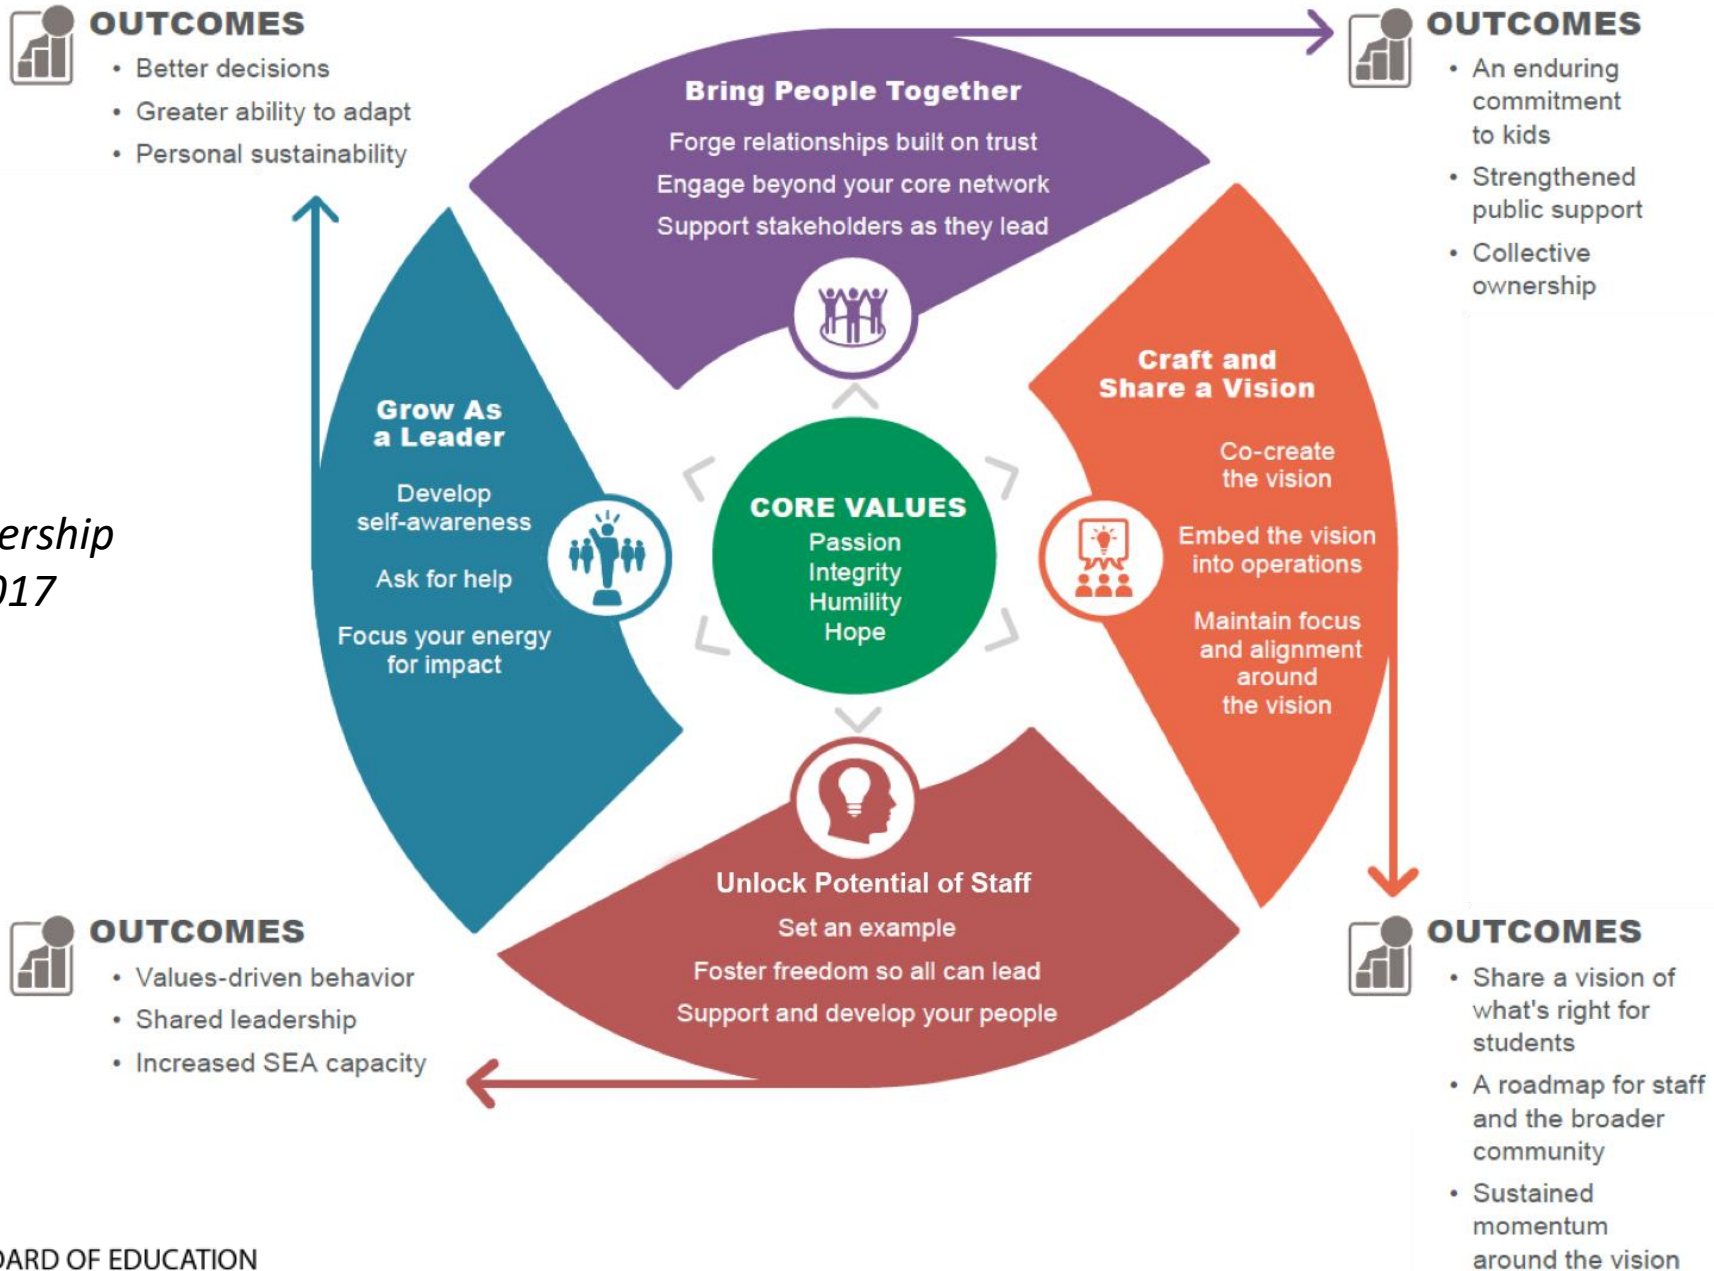 OUTCOMES
• Better decisions
• Greater ability to adapt
• Personal sustainability
Bring People Together
Forge relationships built on trust
Engage beyond your core network
Support stakeholders as they lead
OUTCOMES
• An enduring
commitment
to kids
• Strengthened
public support
• Collective
ownership
Grow As
a Leader
Develop
self-awareness
Ask for help
Focus your energy
for impact
CORE VALUES
Passion
Integrity
Humility
Hope
Craft and
Share a Vision
Co-create
the vision
Embed the vision
into operations
Maintain focus
and alignment
around
the vision
ership
017
Unlock Potential of Staff
Set an example
Foster freedom so all can lead
Support and develop your people
OUTCOMES
• Values-driven behavior
• Shared leadership
• Increased SEA capacity
OUTCOMES
• Share a vision of
what's right for
students
• A roadmap for staff
and the broader
community
• Sustained
momentum
around the vision
OARD OF EDUCATION